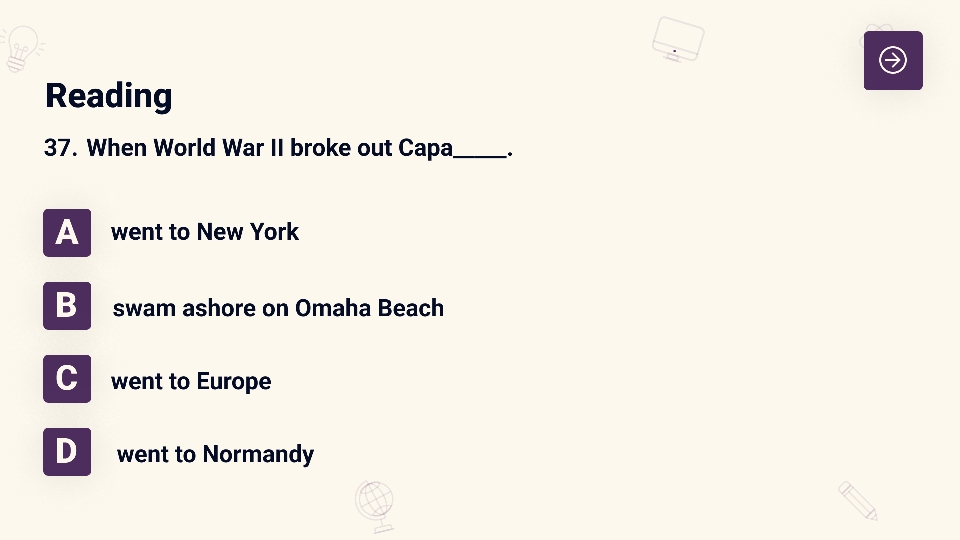 Reading
37. When World War II broke out Capa_____.
A went to New York
B swam ashore on Omaha Beach
C went to Europe
D went to Normandy